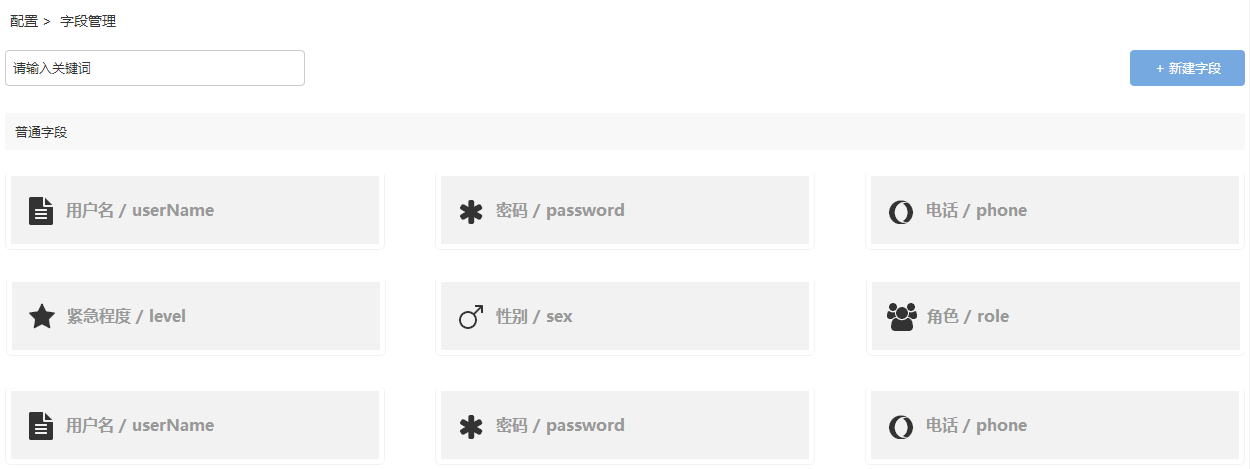 配置 > 字段管理
请输入关键词
+ 新建字段
普通字段
用户名 / userName
密码 / password
电话 / phone
紧急程度 / level
性别 / sex
角色 / role
用户名 / userName
密码 / password
电话 / phone